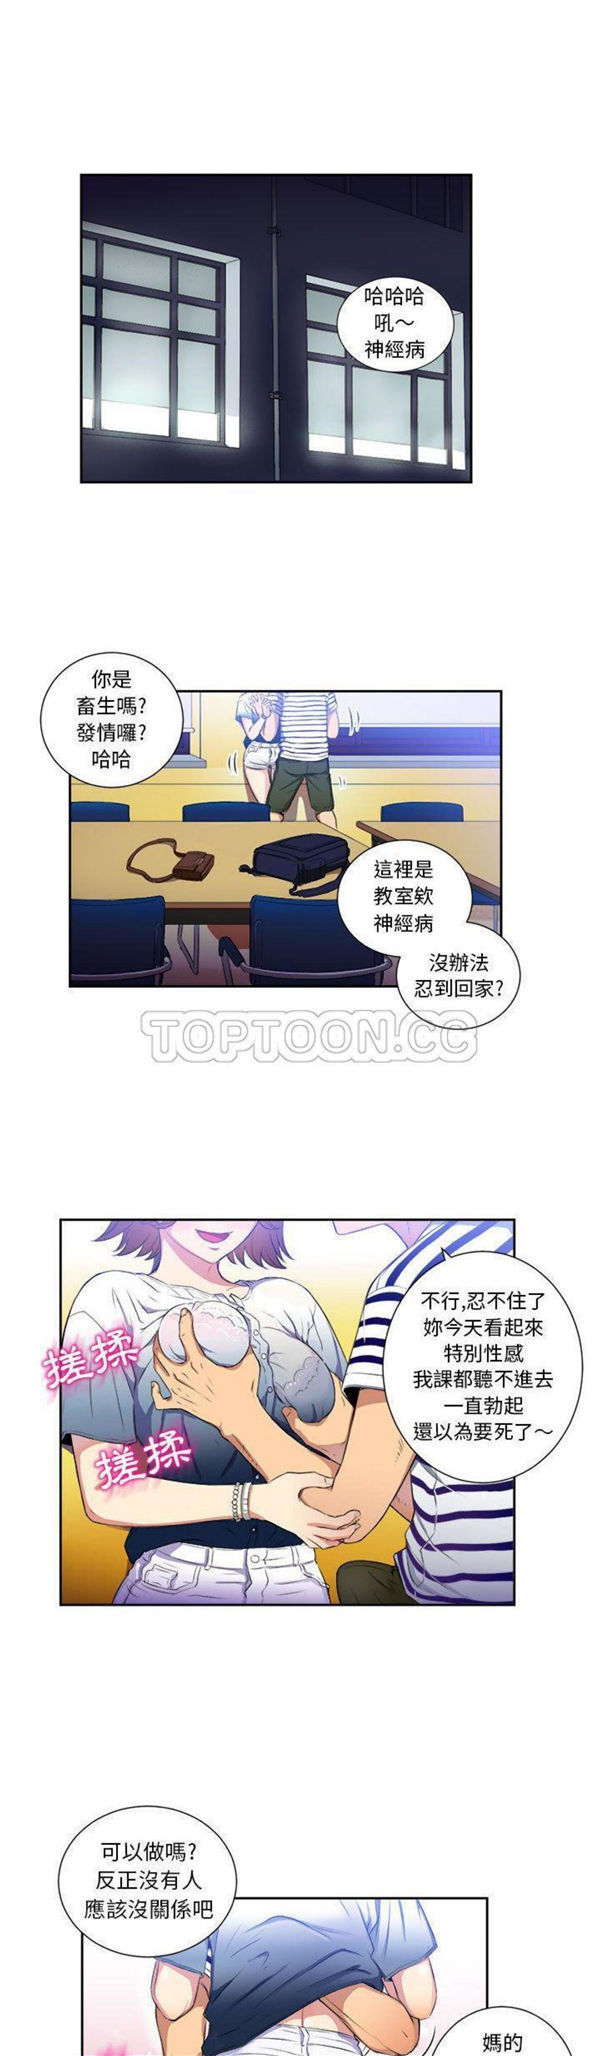 哈哈哈
吼～
神經病
你是
畜生嗎?
發情囉?
哈哈
這裡是
教室欸
神經病
沒辦法
忍到回家?
TOPTOON.CC
不行,忍不住了
妳今天看起來
特別性感
我課都聽不進去
一直勃起
還以為要死了～
搓揉
搓揉
可以做嗎?
反正沒有人
應該沒關係吧
媽的